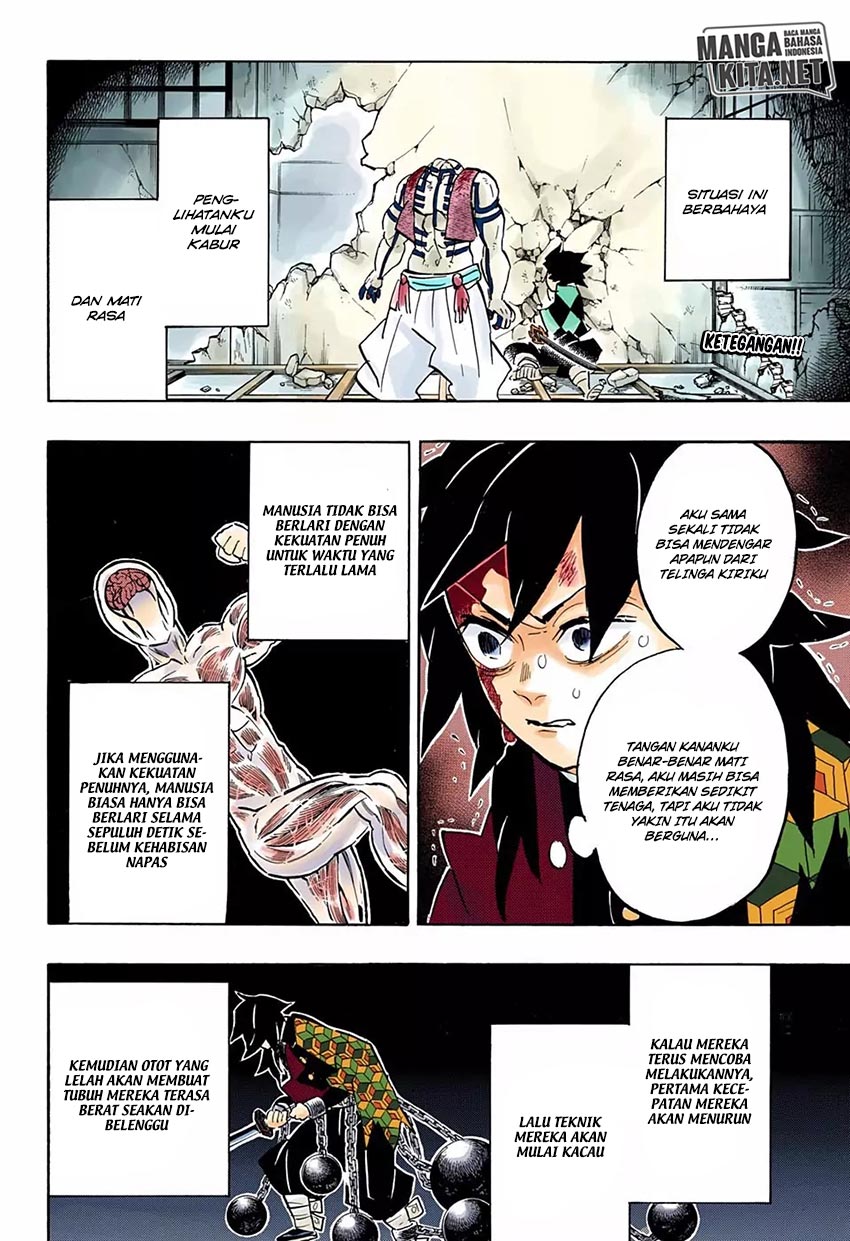 MANGA
KITA.NET
BACA MANGA
BAHASA
INDONESIA
SITUASI INI
BERBAHAYA
PENG-
LIHATANKU
MULAI
KABUR
DAN MATI
RASA
KETEGANGAN!!
AKU SAMA
SEKALI TIDAK
BISA MENDENGAR
APAPUN DARI
TELINGA KIRIKU
TANGAN KANANKU
BENAR-BENAR MATI
RASA, AKU MASIH BISA
MEMBERIKAN SEDIKIT
TENAGA, TAPI AKU TIDAK
YAKIN ITU AKAN
BERGUNA...
MANUSIA TIDAK BISA
BERLARI DENGAN
KEKUATAN PENUH
UNTUK WAKTU YANG
TERLALU LAMA
JIKA MENGGUNA-
KAN KEKUATAN
PENUHNYA, MANUSIA
BIASA HANYA BISA
BERLARI SELAMA
SEPULUH DETIK SE-
BELUM KEHABISAN
NAPAS
KALAU MEREKA
TERUS MENCOBA
MELAKUKANNYA,
PERTAMA KECE-
PATAN MEREKA
AKAN MENURUN
LALU TEKNIK
MEREKA AKAN
MULAI KACAU
KEMUDIAN OTOT YANG
LELAH AKAN MEMBUAT
TUBUH MEREKA TERASA
BERAT SEAKAN DI-
BELENGGU